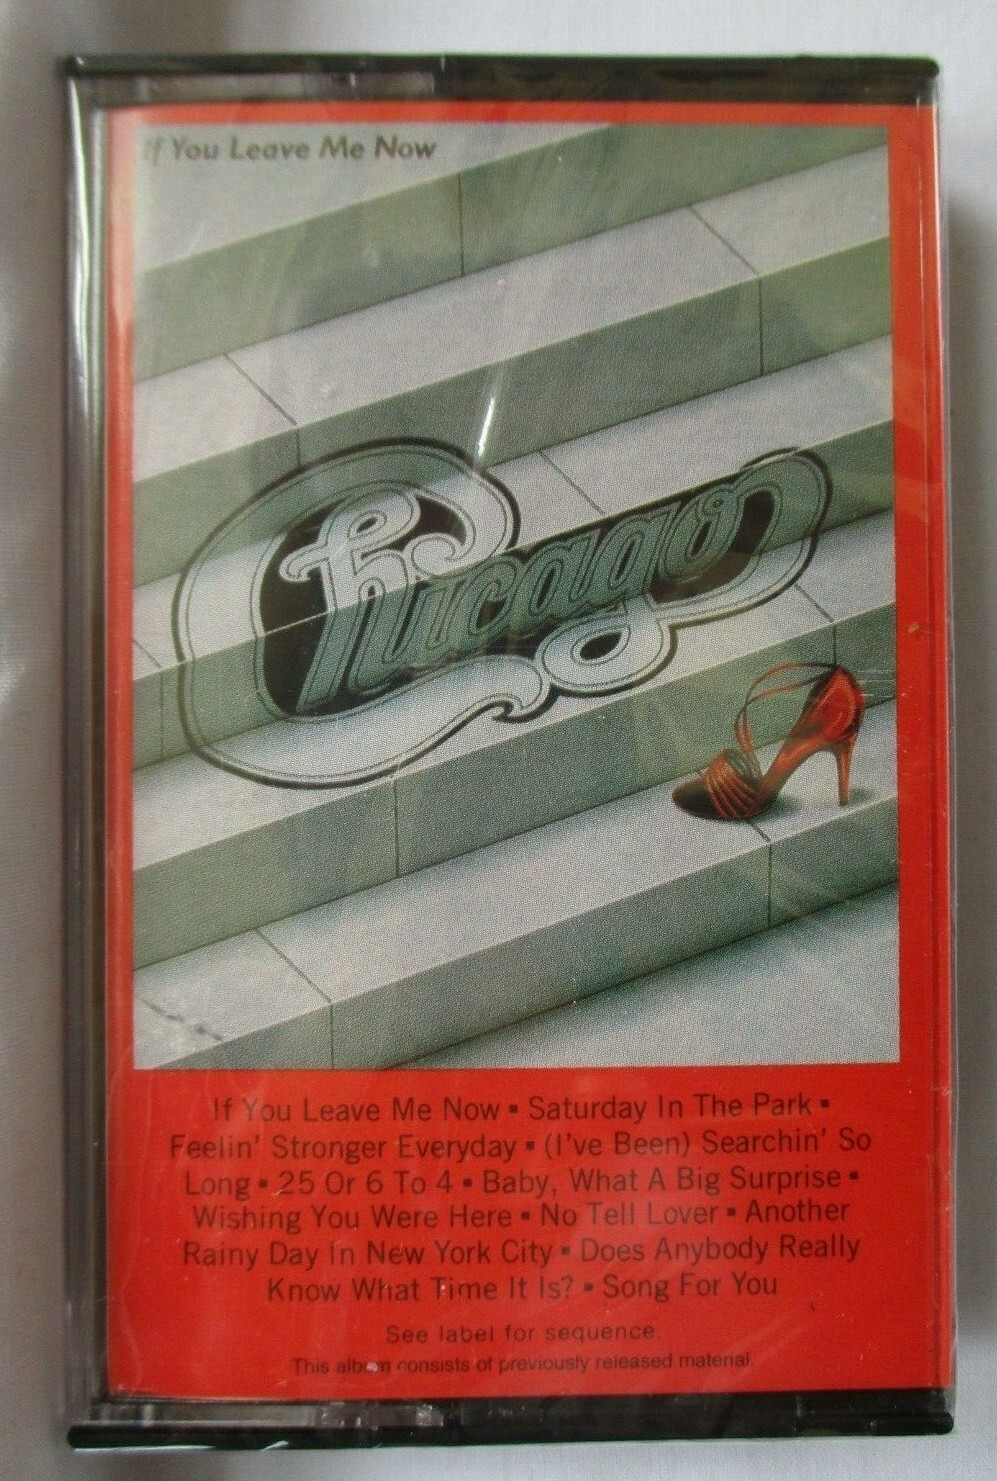 If You Leave Me Now
Chicago
If You Leave Me Now ▪ Saturday In The Park ▪
Feelin' Stronger Everyday ▪ (I've Been) Searchin' So
Long ▪ 25 Or 6 To 4 ▪ Baby, What A Big Surprise ▪
Wishing You Were Here ▪ No Tell Lover ▪ Another
Rainy Day In New York City ▪ Does Anybody Really
Know What Time It Is? ▪ Song For You
See label for sequence.
This album consists of previously released material.